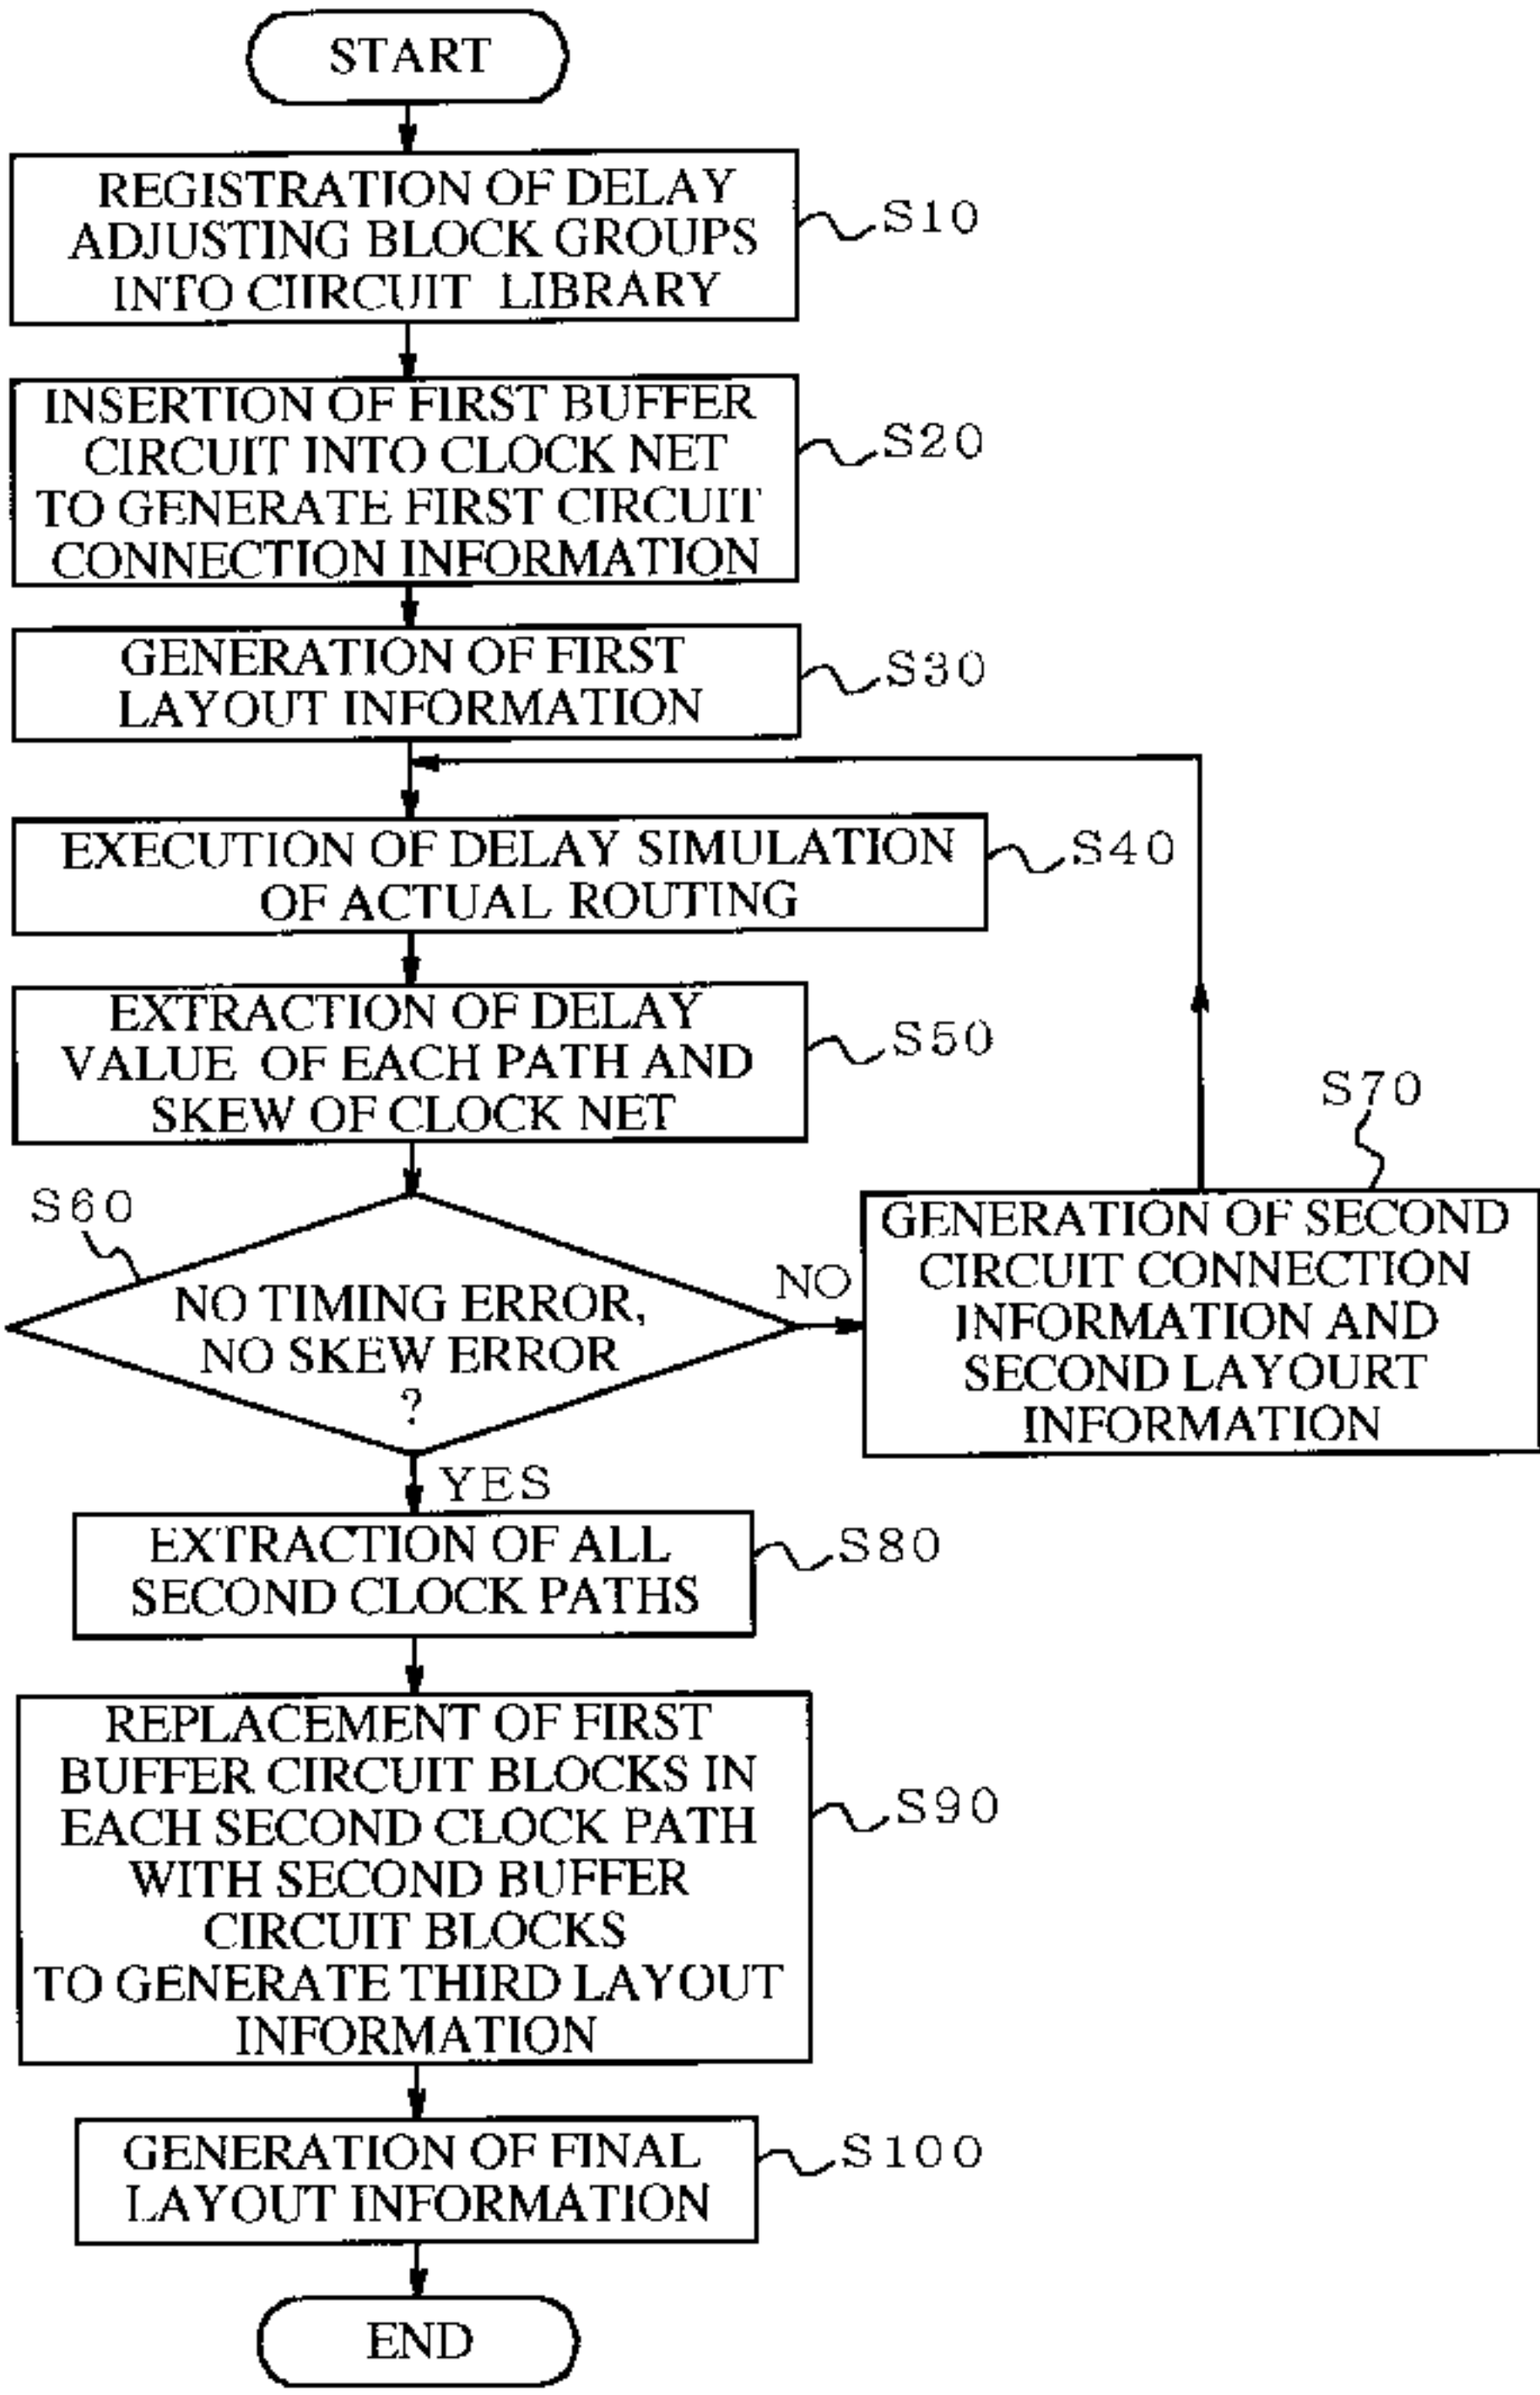 START
REGISTRATION OF DELAY
ADJUSTING BLOCK GROUPS
INTO CIIRCUIT LIBRARY
S10
INSERTION OF FIRST BUFFER
CIRCUIT INTO CLOCK NET
TO GENERATE FIRST CIRCUIT
CONNECTION INFORMATION
S20
GENERATION OF FIRST
LAYOUT INFORMATION
S30
EXECUTION OF DELAY SIMULATION
OF ACTUAL ROUTING
S40
EXTRACTION OF DELAY
VALUE OF EACH PATH AND
SKEW OF CLOCK NET
S50
S60
NO TIMING ERROR,
NO SKEW ERROR
?
NO
S70
GENERATION OF SECOND
CIRCUIT CONNECTION
INFORMATION AND
SECOND LAYOURT
INFORMATION
YES
EXTRACTION OF ALL
SECOND CLOCK PATHS
S80
REPLACEMENT OF FIRST
BUFFER CIRCUIT BLOCKS IN
EACH SECOND CLOCK PATH
WITH SECOND BUFFER
CIRCUIT BLOCKS
TO GENERATE THIRD LAYOUT
INFORMATION
S90
GENERATION OF FINAL
LAYOUT INFORMATION
S100
END